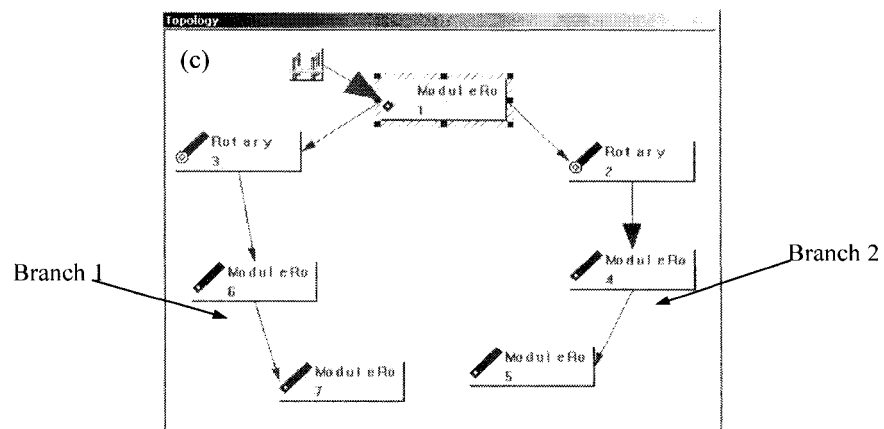 Topology
(c)
ModuleRo
1
Rotary
3
Rotary
2
Branch 1
ModuleRo
6
ModuleRo
4
Branch 2
ModuleRo
7
ModuleRo
5